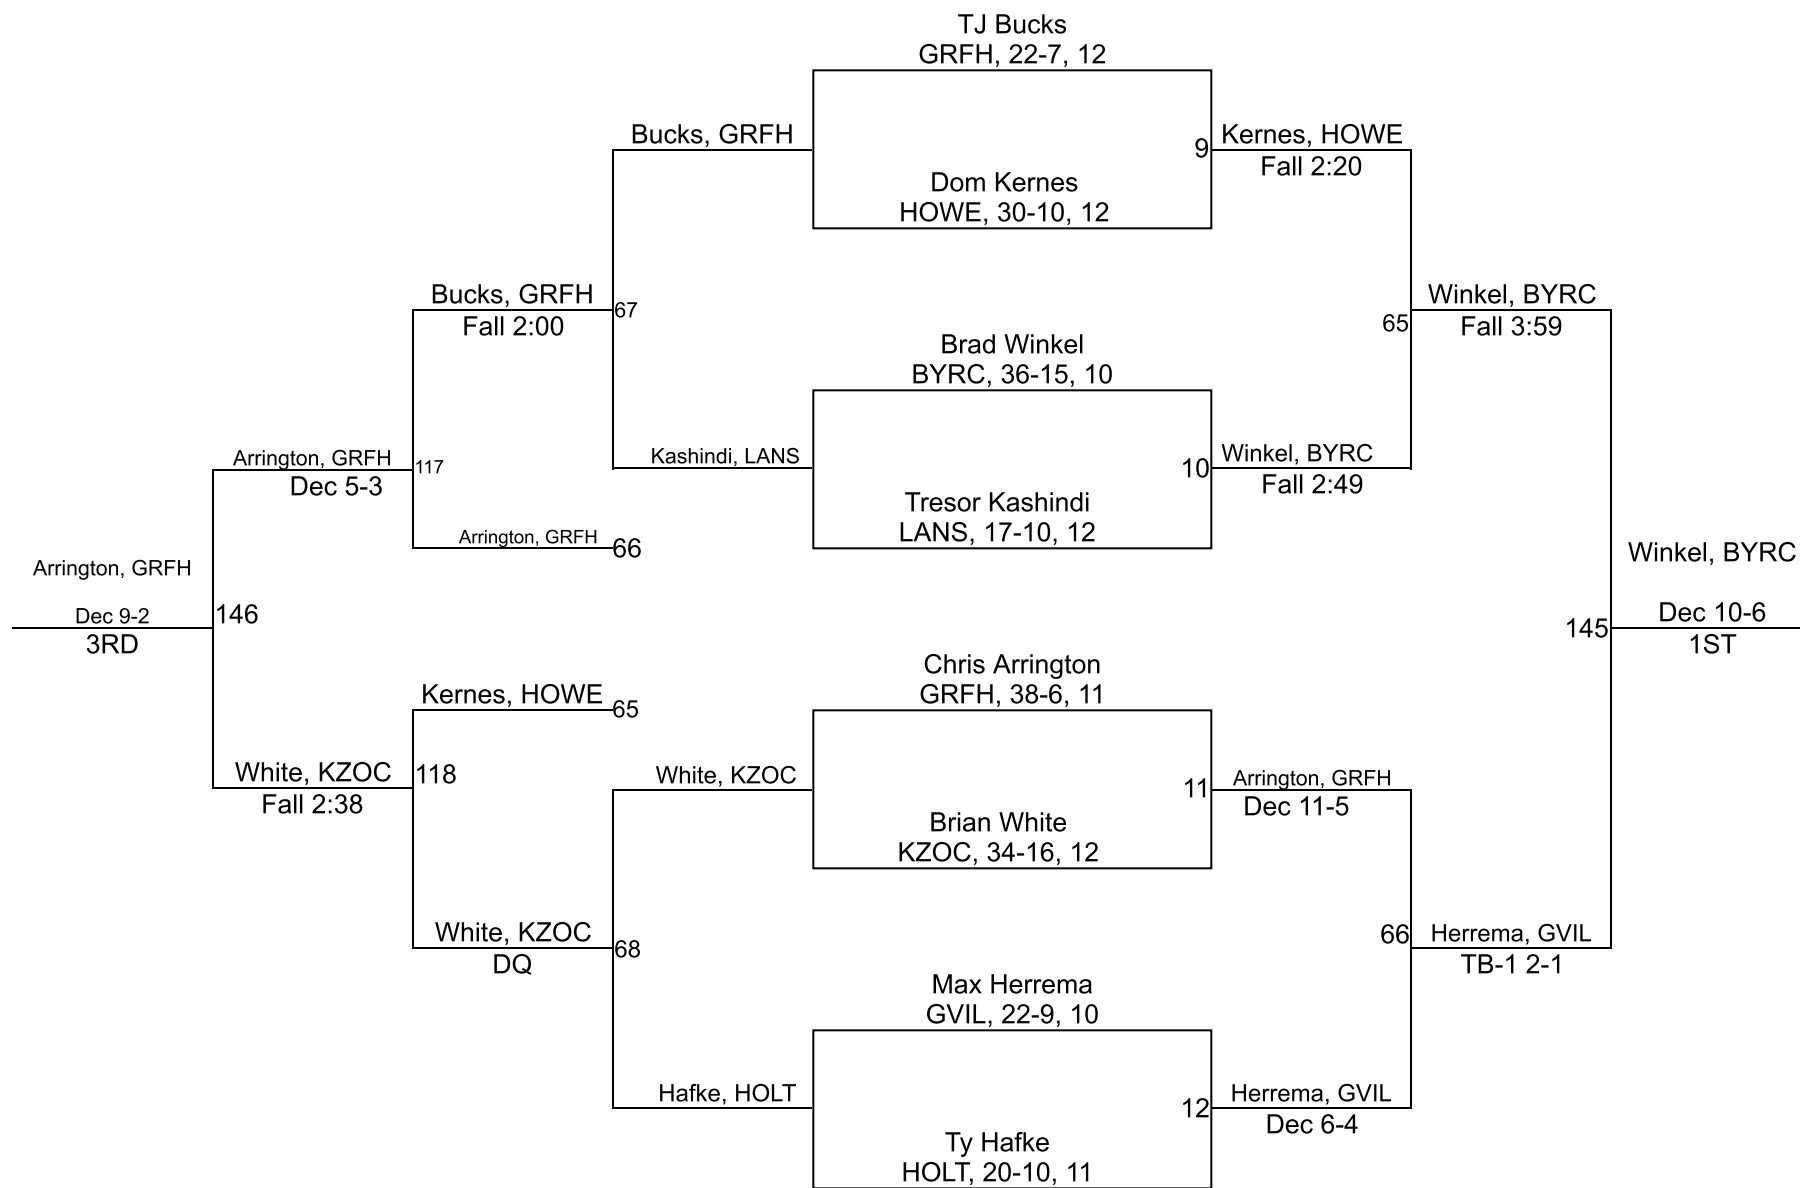 TJ Bucks
GRFH, 22-7, 12
Bucks, GRFH
9
Kernes, HOWE
Fall 2:20
Dom Kernes
HOWE, 30-10, 12
Bucks, GRFH
Fall 2:00
67
65
Winkel, BYRC
Fall 3:59
Brad Winkel
BYRC, 36-15, 10
Arrington, GRFH
Dec 5-3
117
Kashindi, LANS
10
Winkel, BYRC
Fall 2:49
Tresor Kashindi
LANS, 17-10, 12
Arrington, GRFH
66
Arrington, GRFH
Dec 9-2
3RD
146
Winkel, BYRC
145
Dec 10-6
1ST
Kernes, HOWE
65
Chris Arrington
GRFH, 38-6, 11
White, KZOC
Fall 2:38
118
White, KZOC
11
Arrington, GRFH
Dec 11-5
Brian White
KZOC, 34-16, 12
White, KZOC
DQ
68
66
Herrema, GVIL
TB-1 2-1
Max Herrema
GVIL, 22-9, 10
Hafke, HOLT
12
Herrema, GVIL
Dec 6-4
Ty Hafke
HOLT, 20-10, 11